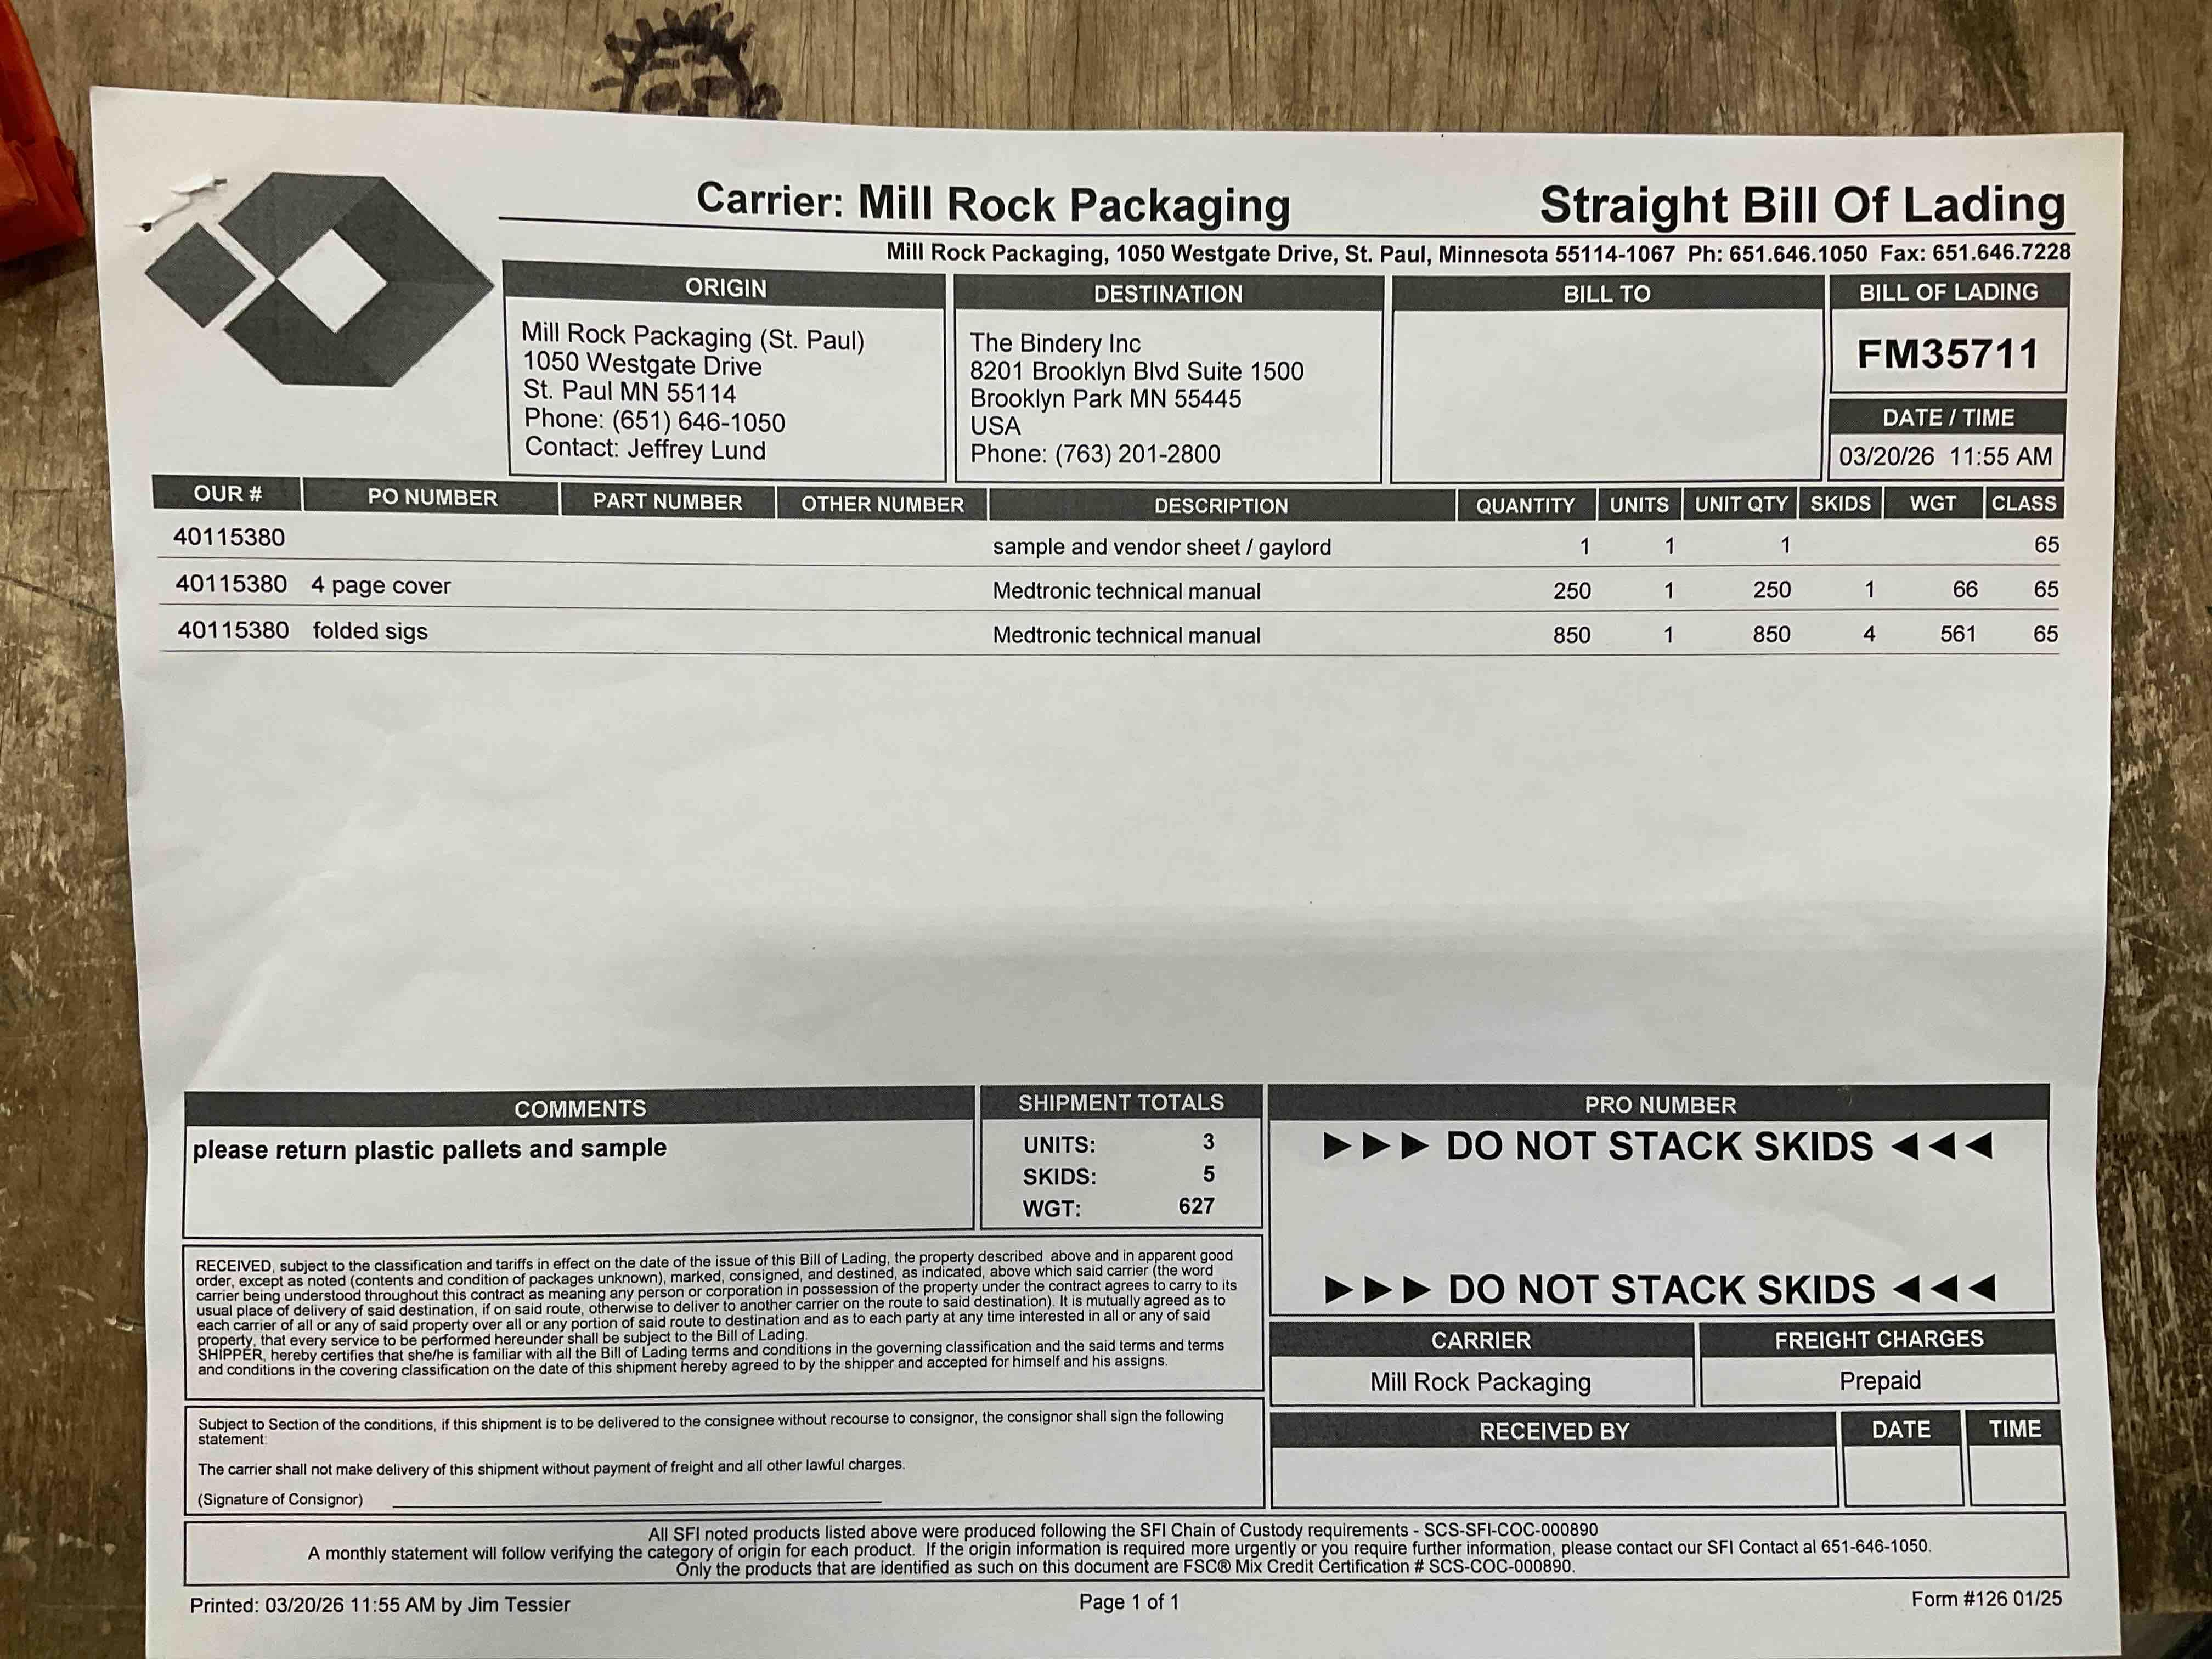 Carrier: Mill Rock Packaging
Straight Bill Of Lading
Mill Rock Packaging, 1050 Westgate Drive, St. Paul, Minnesota 55114-1067 Ph: 651.646.1050 Fax: 651.646.7228
ORIGIN
Mill Rock Packaging (St. Paul)
1050 Westgate Drive
St. Paul MN 55114
Phone: (651) 646-1050
Contact: Jeffrey Lund
DESTINATION
The Bindery Inc
8201 Brooklyn Blvd Suite 1500
Brooklyn Park MN 55445
USA
Phone: (763) 201-2800
BILL TO
BILL OF LADING
FM35711
DATE / TIME
03/20/26 11:55 AM
OUR # PO NUMBER PART NUMBER OTHER NUMBER DESCRIPTION QUANTITY UNITS UNIT QTY SKIDS WGT CLASS
40115380 sample and vendor sheet / gaylord 1 1 1 65
40115380 4 page cover Medtronic technical manual 250 1 250 1 66 65
40115380 folded sigs Medtronic technical manual 850 1 850 4 561 65
COMMENTS
please return plastic pallets and sample
SHIPMENT TOTALS
UNITS: 3
SKIDS: 5
WGT: 627
PRO NUMBER
►►► DO NOT STACK SKIDS ◄◄◄
►►► DO NOT STACK SKIDS ◄◄◄
RECEIVED, subject to the classification and tariffs in effect on the date of the issue of this Bill of Lading, the property described above and in apparent good
order, except as noted (contents and condition of packages unknown), marked, consigned, and destined, as indicated, above which said carrier (the word
carrier being understood throughout this contract as meaning any person or corporation in possession of the property under the contract agrees to carry to its
usual place of delivery of said destination, if on said route, otherwise to deliver to another carrier on the route to said destination). It is mutually agreed as to
each carrier of all or any of said property over all or any portion of said route to destination and as to each party at any time interested in all or any of said
property, that every service to be performed hereunder shall be subject to the Bill of Lading.
SHIPPER, hereby certifies that she/he is familiar with all the Bill of Lading terms and conditions in the governing classification and the said terms and terms
and conditions in the covering classification on the date of this shipment hereby agreed to by the shipper and accepted for himself and his assigns.
CARRIER
Mill Rock Packaging
FREIGHT CHARGES
Prepaid
Subject to Section of the conditions, if this shipment is to be delivered to the consignee without recourse to consignor, the consignor shall sign the following
statement:
The carrier shall not make delivery of this shipment without payment of freight and all other lawful charges.
(Signature of Consignor)
RECEIVED BY
DATE
TIME
All SFI noted products listed above were produced following the SFI Chain of Custody requirements - SCS-SFI-COC-000890
A monthly statement will follow verifying the category of origin for each product. If the origin information is required more urgently or you require further information, please contact our SFI Contact al 651-646-1050.
Only the products that are identified as such on this document are FSC® Mix Credit Certification # SCS-COC-000890.
Printed: 03/20/26 11:55 AM by Jim Tessier
Page 1 of 1
Form #126 01/25